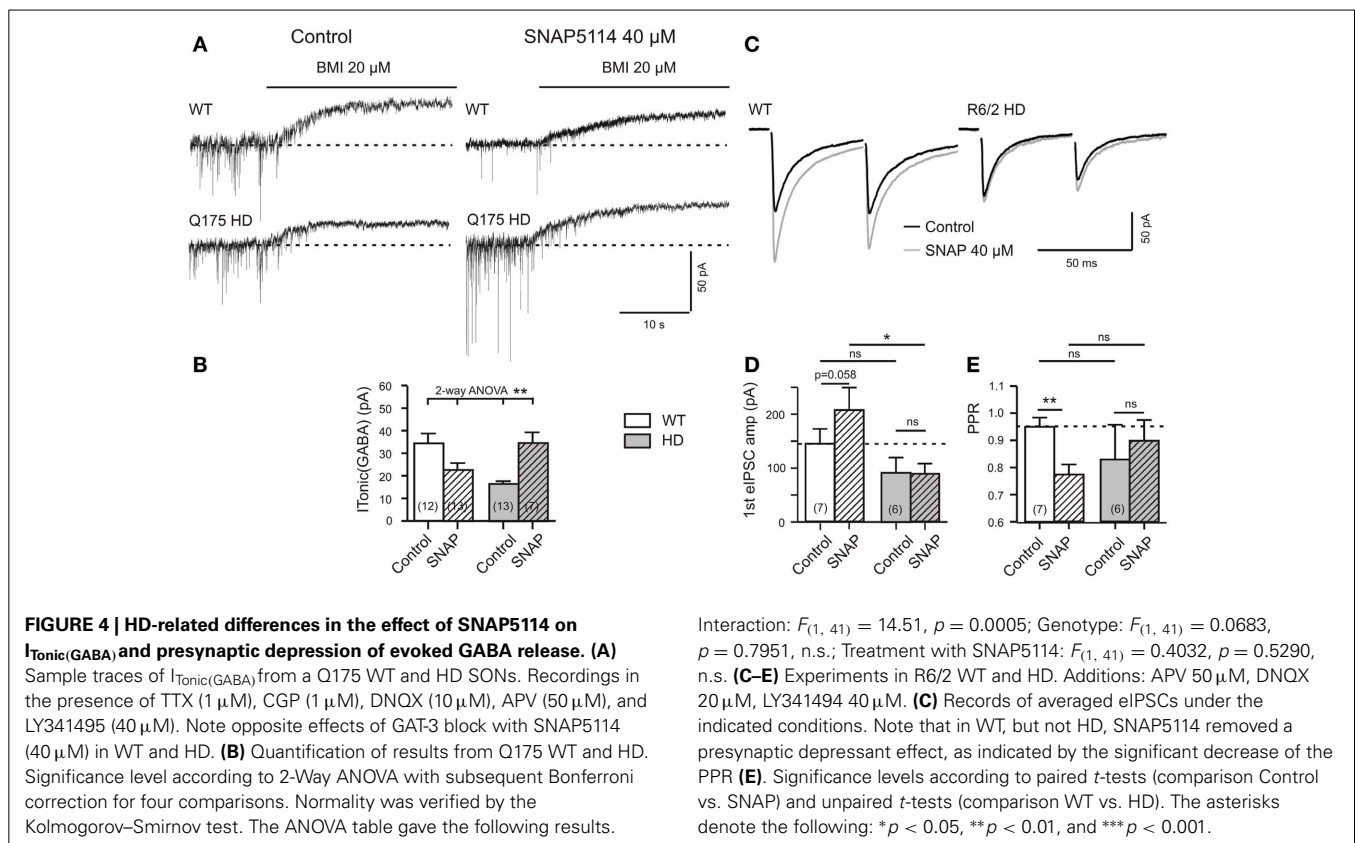 A
Control
SNAP5114 40 µM
BMI 20 µM
BMI 20 µM
WT
WT
Q175 HD
Q175 HD
50 pA
10 s
C
WT
R6/2 HD
Control
SNAP 40 µM
50 pA
50 ms
B
ITonic(GABA) (pA)
60
50
40
30
20
10
0
2-way ANOVA **
(12)
(13)
(13)
(7)
Control
SNAP
Control
SNAP
WT
HD
D
1st eIPSC amp (pA)
200
100
0
*
ns
p=0.058
ns
(7)
(6)
Control
SNAP
Control
SNAP
E
PPR
1.1
1.0
0.9
0.8
0.7
0.6
ns
ns
**
ns
(7)
(6)
Control
SNAP
Control
SNAP
FIGURE 4 | HD-related differences in the effect of SNAP5114 on
ITonic(GABA) and presynaptic depression of evoked GABA release. (A)
Sample traces of ITonic(GABA) from a Q175 WT and HD SONs. Recordings in
the presence of TTX (1 µM), CGP (1 µM), DNQX (10 µM), APV (50 µM), and
LY341495 (40 µM). Note opposite effects of GAT-3 block with SNAP5114
(40 µM) in WT and HD. (B) Quantification of results from Q175 WT and HD.
Significance level according to 2-Way ANOVA with subsequent Bonferroni
correction for four comparisons. Normality was verified by the
Kolmogorov–Smirnov test. The ANOVA table gave the following results.
Interaction: F(1, 41) = 14.51, p = 0.0005; Genotype: F(1, 41) = 0.0683,
p = 0.7951, n.s.; Treatment with SNAP5114: F(1, 41) = 0.4032, p = 0.5290,
n.s. (C–E) Experiments in R6/2 WT and HD. Additions: APV 50 µM, DNQX
20 µM, LY341494 40 µM. (C) Records of averaged eIPSCs under the
indicated conditions. Note that in WT, but not HD, SNAP5114 removed a
presynaptic depressant effect, as indicated by the significant decrease of the
PPR (E). Significance levels according to paired t-tests (comparison Control
vs. SNAP) and unpaired t-tests (comparison WT vs. HD). The asterisks
denote the following: *p < 0.05, **p < 0.01, and ***p < 0.001.